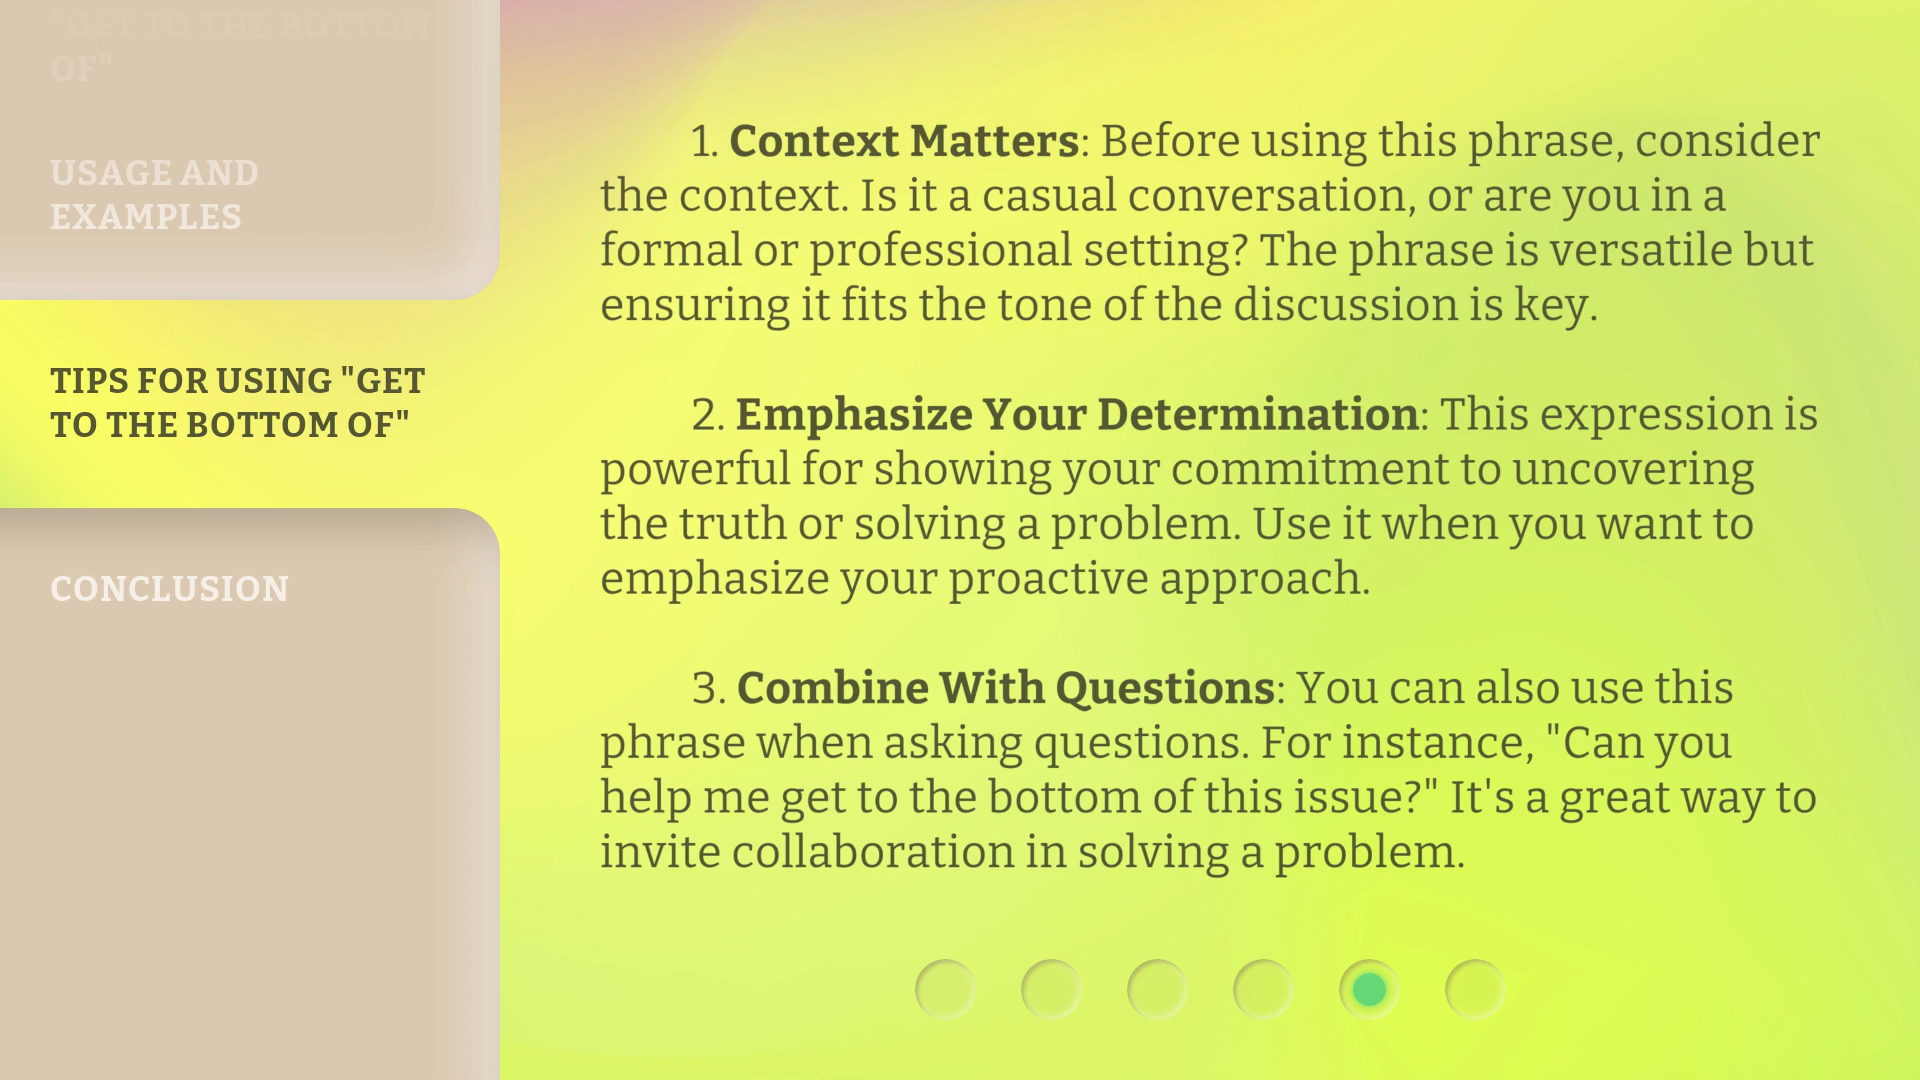 "GET TO THE BOTTOM
OF"
USAGE AND
EXAMPLES
TIPS FOR USING "GET
TO THE BOTTOM OF"
CONCLUSION
1. Context Matters: Before using this phrase, consider
the context. Is it a casual conversation, or are you in a
formal or professional setting? The phrase is versatile but
ensuring it fits the tone of the discussion is key.
2. Emphasize Your Determination: This expression is
powerful for showing your commitment to uncovering
the truth or solving a problem. Use it when you want to
emphasize your proactive approach.
3. Combine With Questions: You can also use this
phrase when asking questions. For instance, "Can you
help me get to the bottom of this issue?" It's a great way to
invite collaboration in solving a problem.